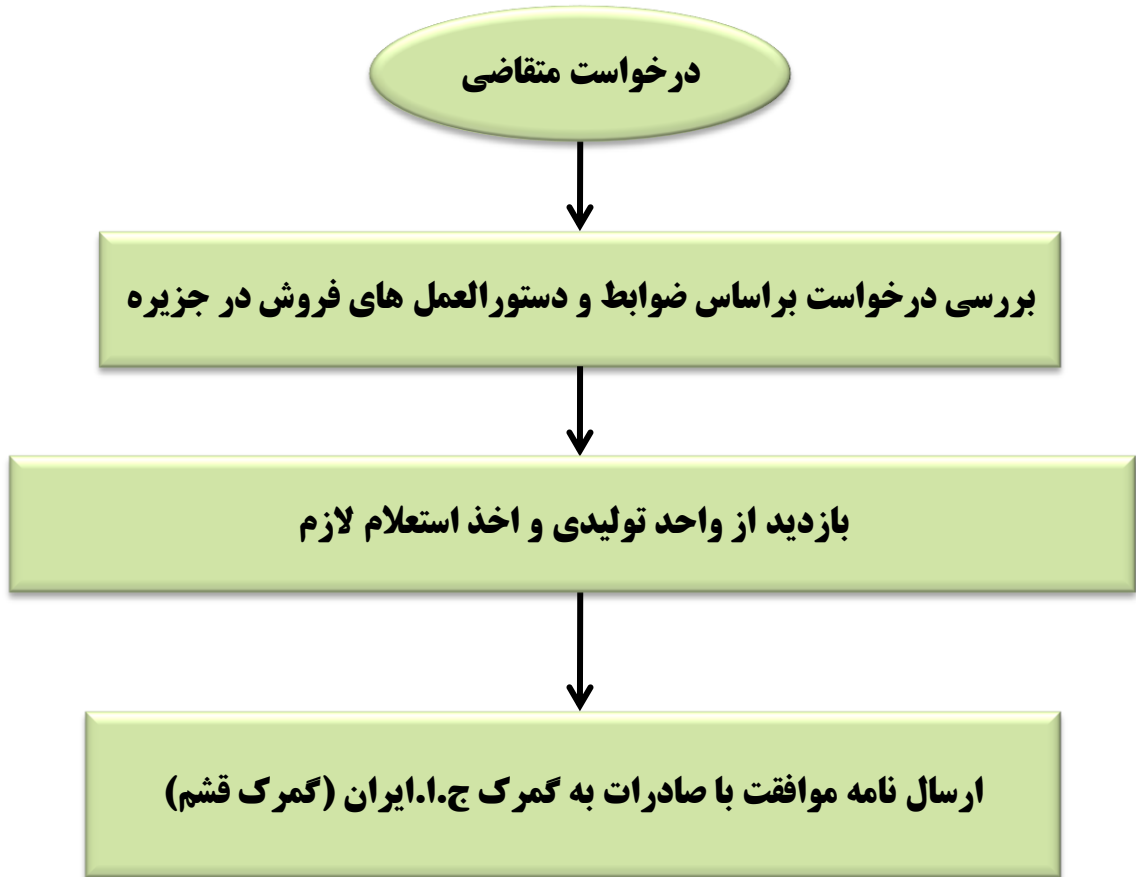 درخواست متقاضی
بررسی درخواست براساس ضوابط و دستورالعمل های فروش در جزیره
بازدید از واحد تولیدی و اخذ استعلام لازم
ارسال نامه موافقت با صادرات به گمرک ج.ا.ایران (گمرک قشم)